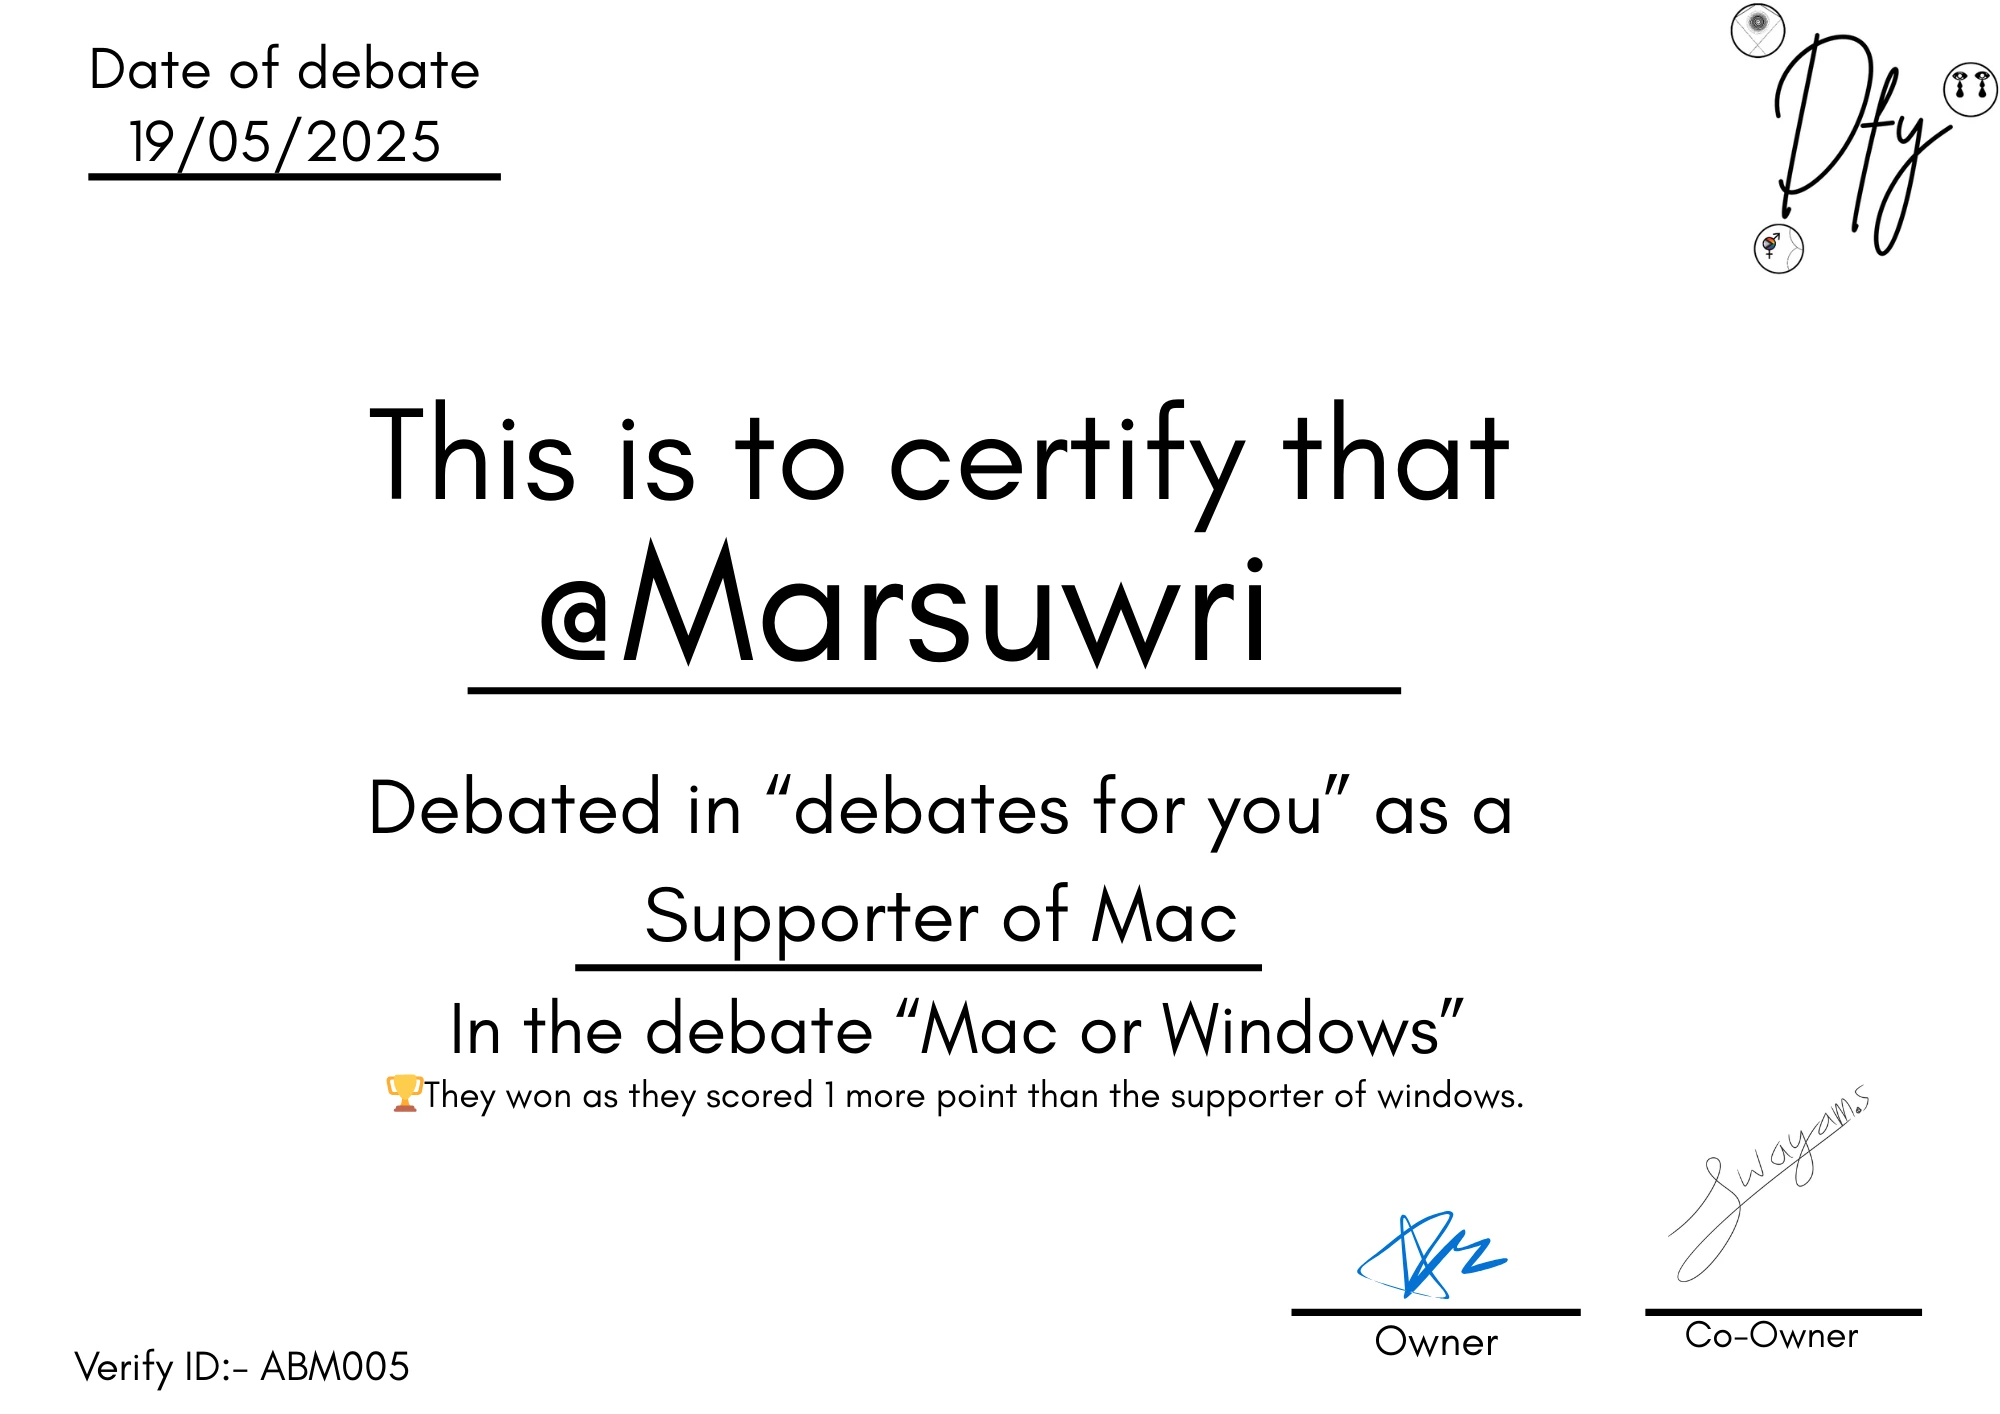 Date of debate
19/05/2025
Dfy
This is to certify that
@Marsuwri
Debated in “debates for you” as a
Supporter of Mac
In the debate “Mac or Windows”
🏆They won as they scored 1 more point than the supporter of windows.
Swayam.s
Owner
Co-Owner
Verify ID:- ABM005